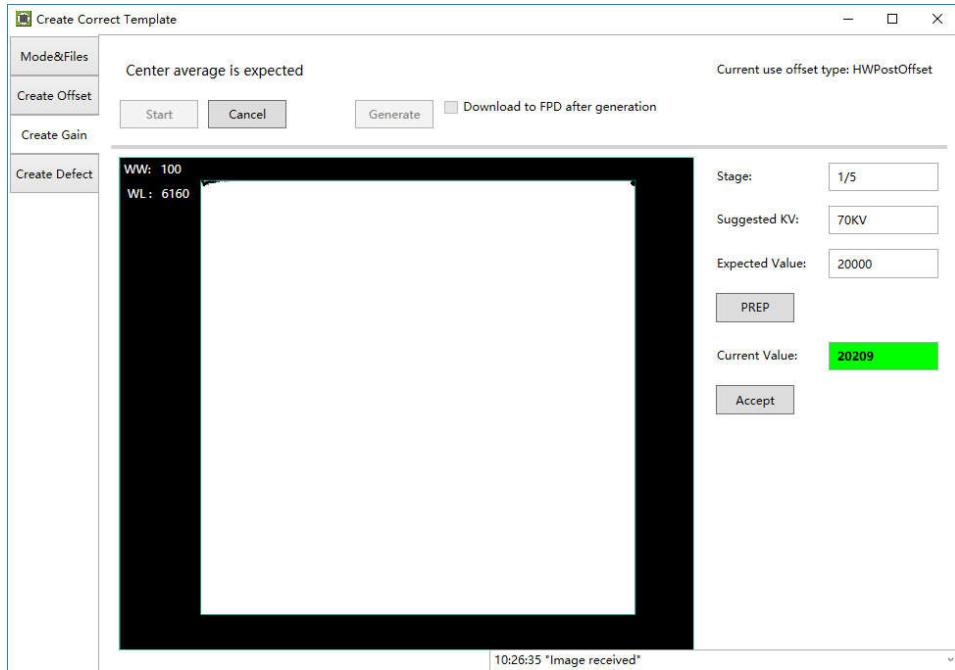 Create Correct Template
Mode&Files
Create Offset
Create Gain
Create Defect
Center average is expected
Current use offset type: HWPostOffset
Start
Cancel
Generate
Download to FPD after generation
WW: 100
WL: 6160
Stage:
1/5
Suggested KV:
70KV
Expected Value:
20000
PREP
Current Value:
20209
Accept
10:26:35 "Image received"